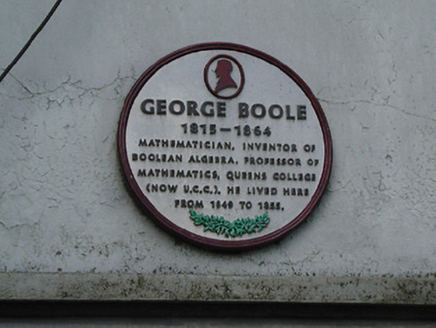 GEORGE BOOLE
1815-1864
MATHEMATICIAN, INVENTOR OF
BOOLEAN ALGEBRA, PROFESSOR OF
MATHEMATICS, QUEENS COLLEGE
(NOW U.C.C.). HE LIVED HERE
FROM 1849 TO 1855.